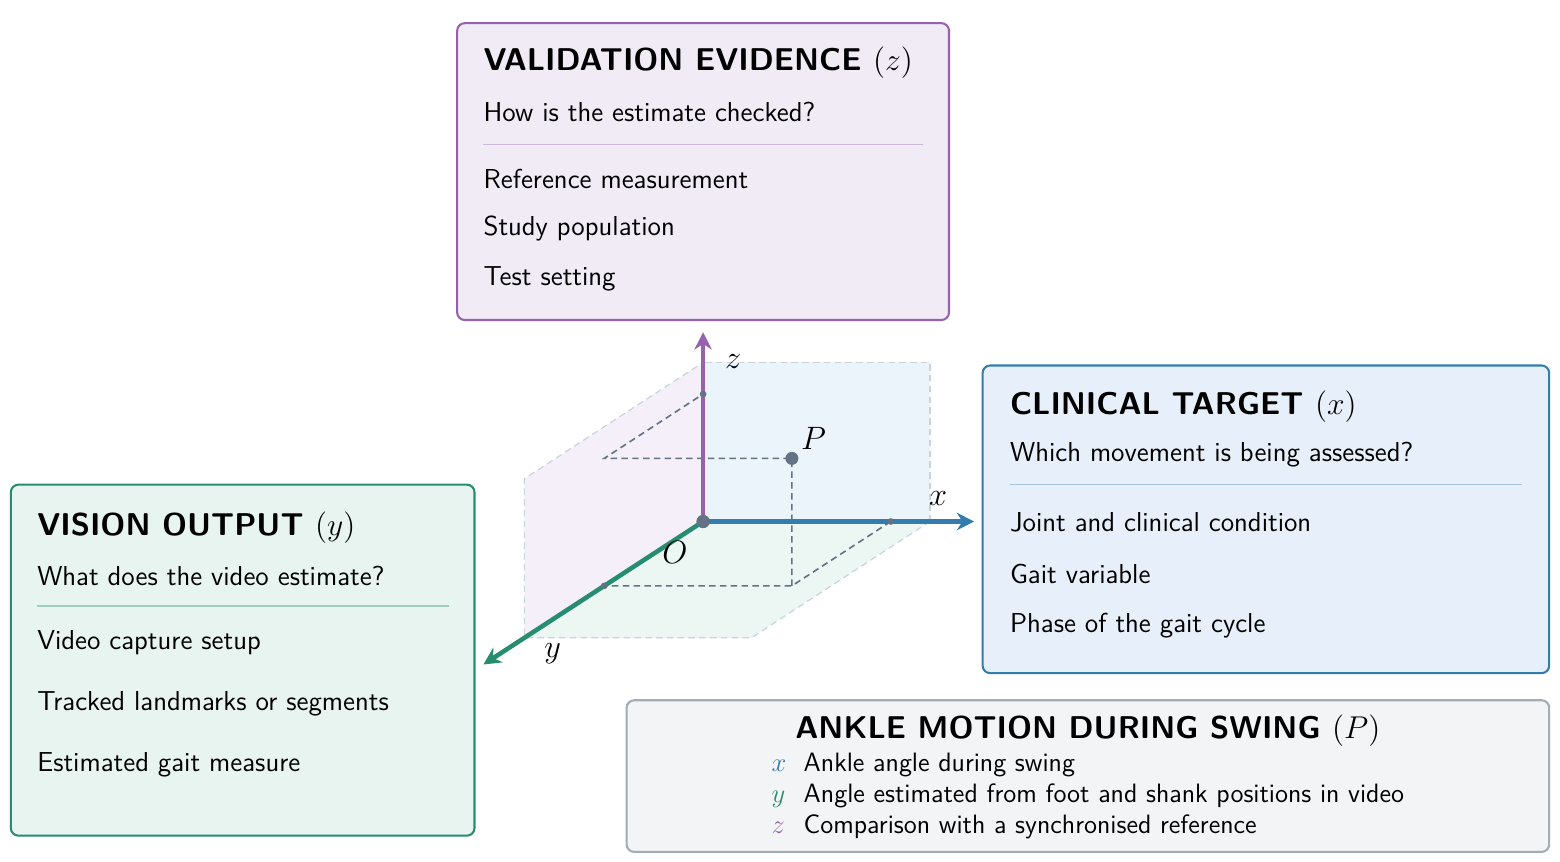 VALIDATION EVIDENCE (z)
How is the estimate checked?
Reference measurement
Study population
Test setting
z
P
x
O
y
CLINICAL TARGET (x)
Which movement is being assessed?
Joint and clinical condition
Gait variable
Phase of the gait cycle
VISION OUTPUT (y)
What does the video estimate?
Video capture setup
Tracked landmarks or segments
Estimated gait measure
ANKLE MOTION DURING SWING (P)
x Ankle angle during swing
y Angle estimated from foot and shank positions in video
z Comparison with a synchronised reference